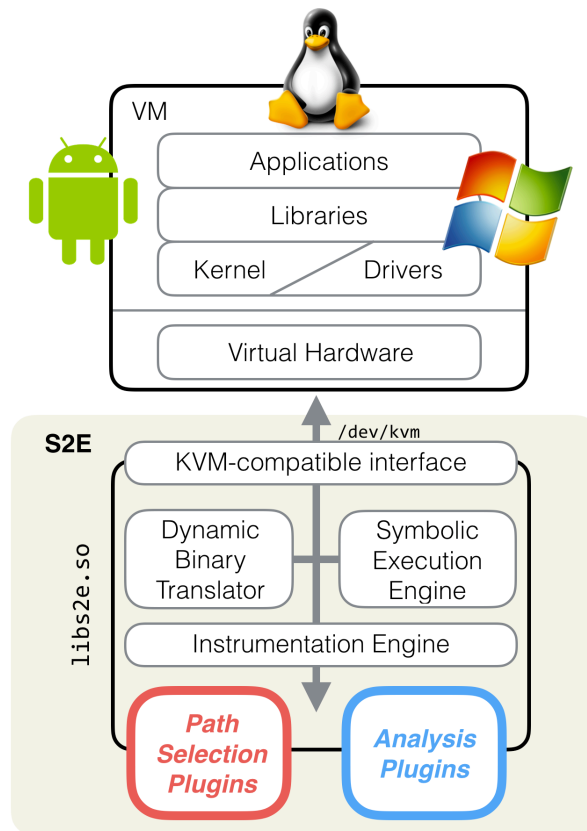 VM
Applications
Libraries
Kernel
Drivers
Virtual Hardware
/dev/kvm
S2E
KVM-compatible interface
libs2e.so
Dynamic
Binary
Translator
Symbolic
Execution
Engine
Instrumentation Engine
Path
Selection
Plugins
Analysis
Plugins